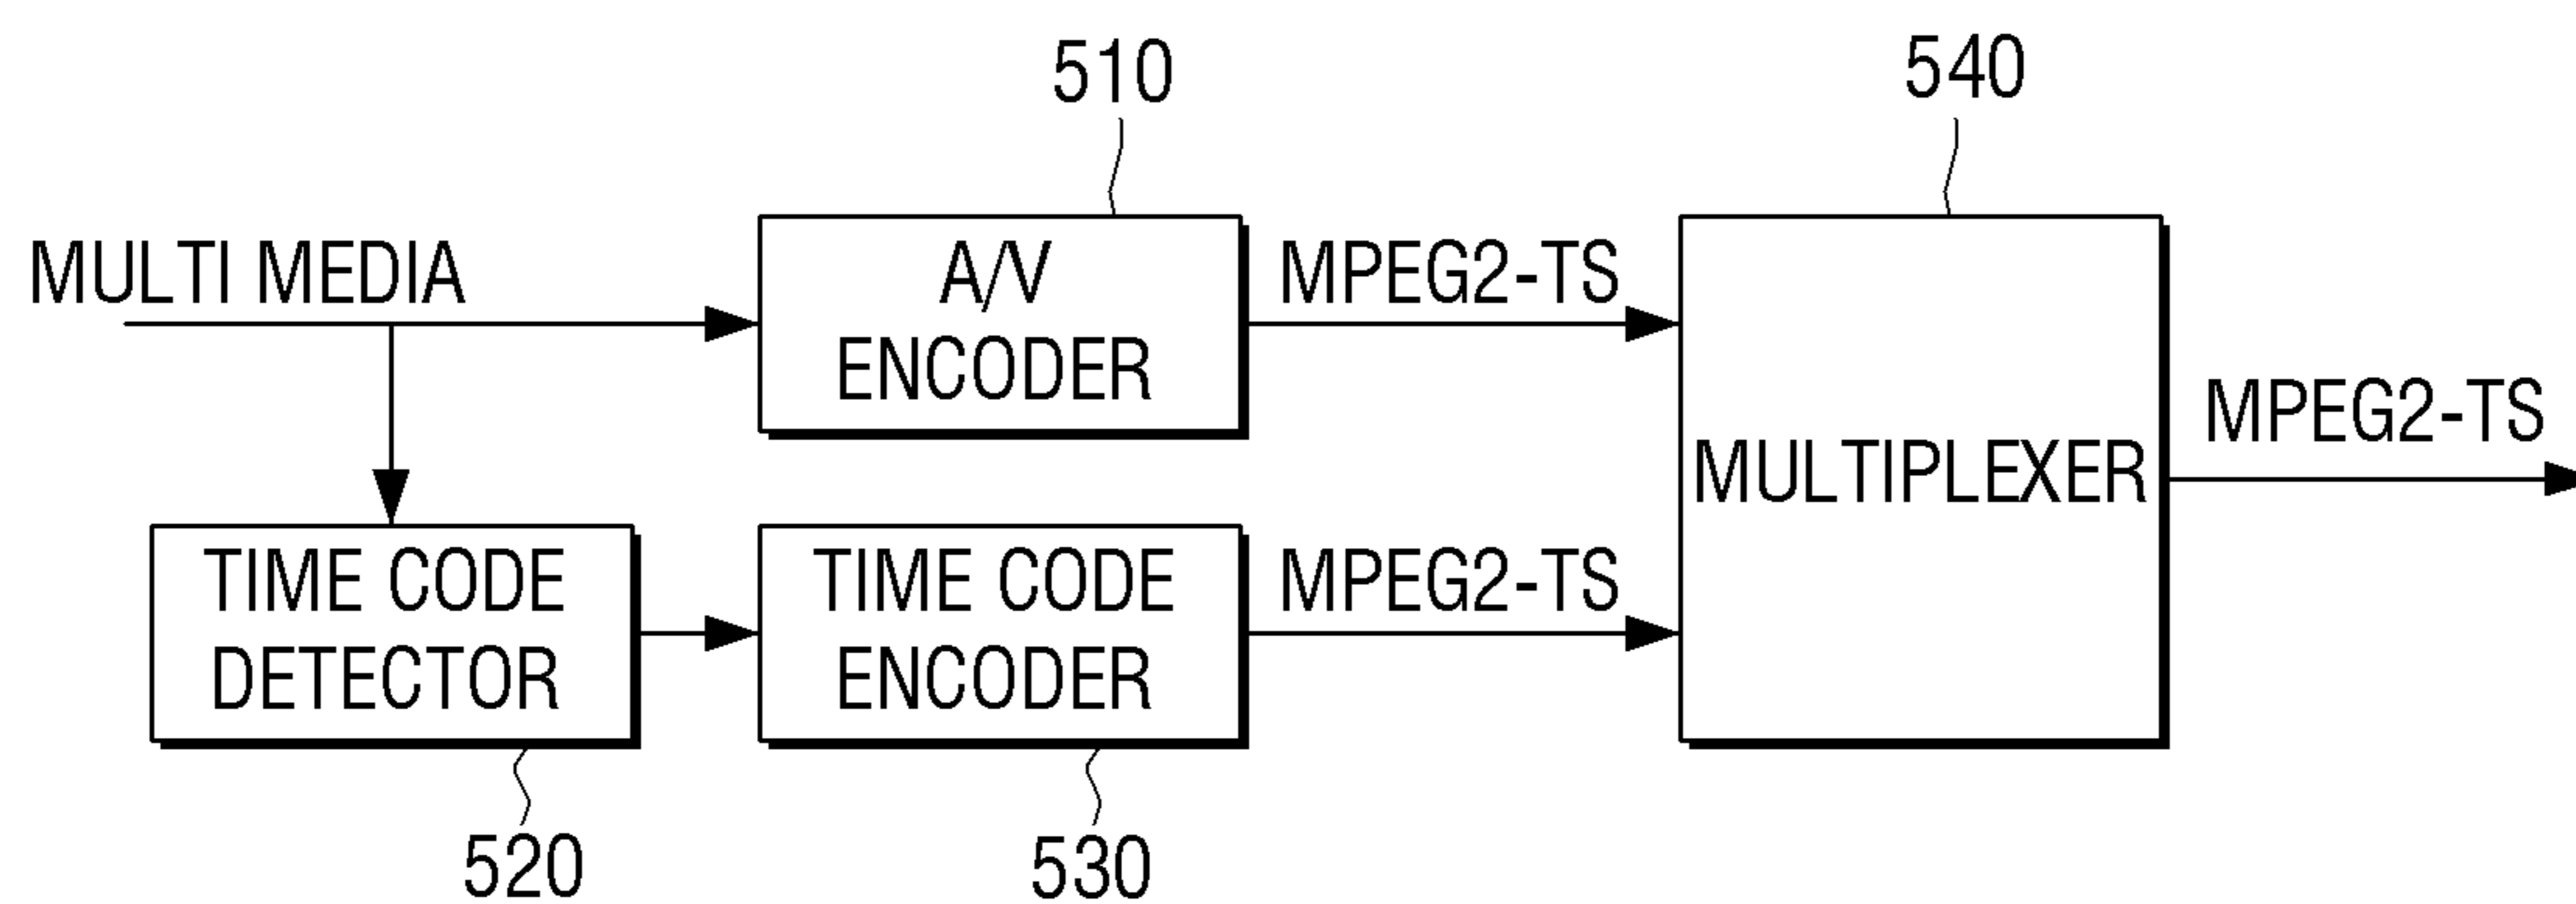 510
540
MULTI MEDIA
A/V
ENCODER
MPEG2-TS
MULTIPLEXER
MPEG2-TS
TIME CODE
DETECTOR
TIME CODE
ENCODER
MPEG2-TS
520
530